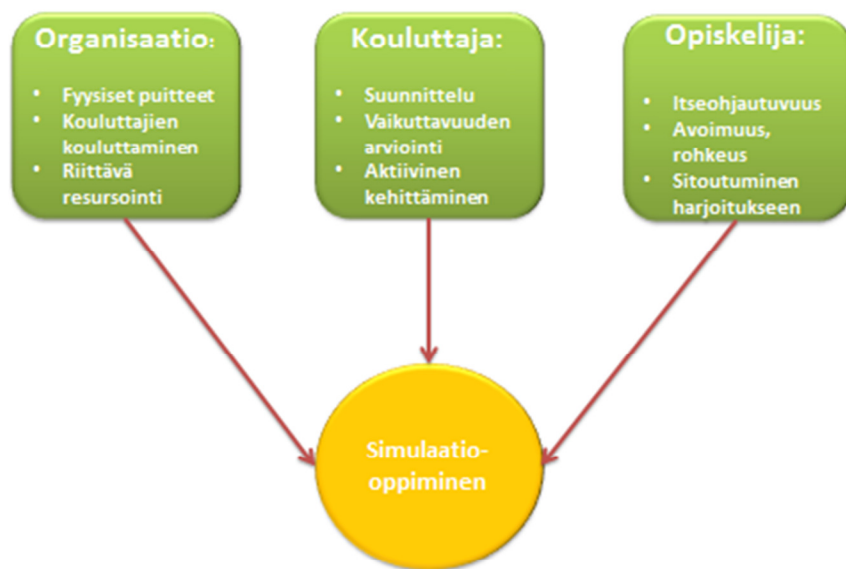 Organisaatio:
• Fyysiset puitteet
• Kouluttajien
kouluttaminen
• Riittävä
resursointi
Kouluttaja:
• Suunnittelu
• Vaikuttavuuden
arviointi
• Aktiivinen
kehittäminen
Opiskelija:
• Itseohjautuvuus
• Avoimuus,
rohkeus
• Sitoutuminen
harjoitukseen
Simulaatio-
oppiminen